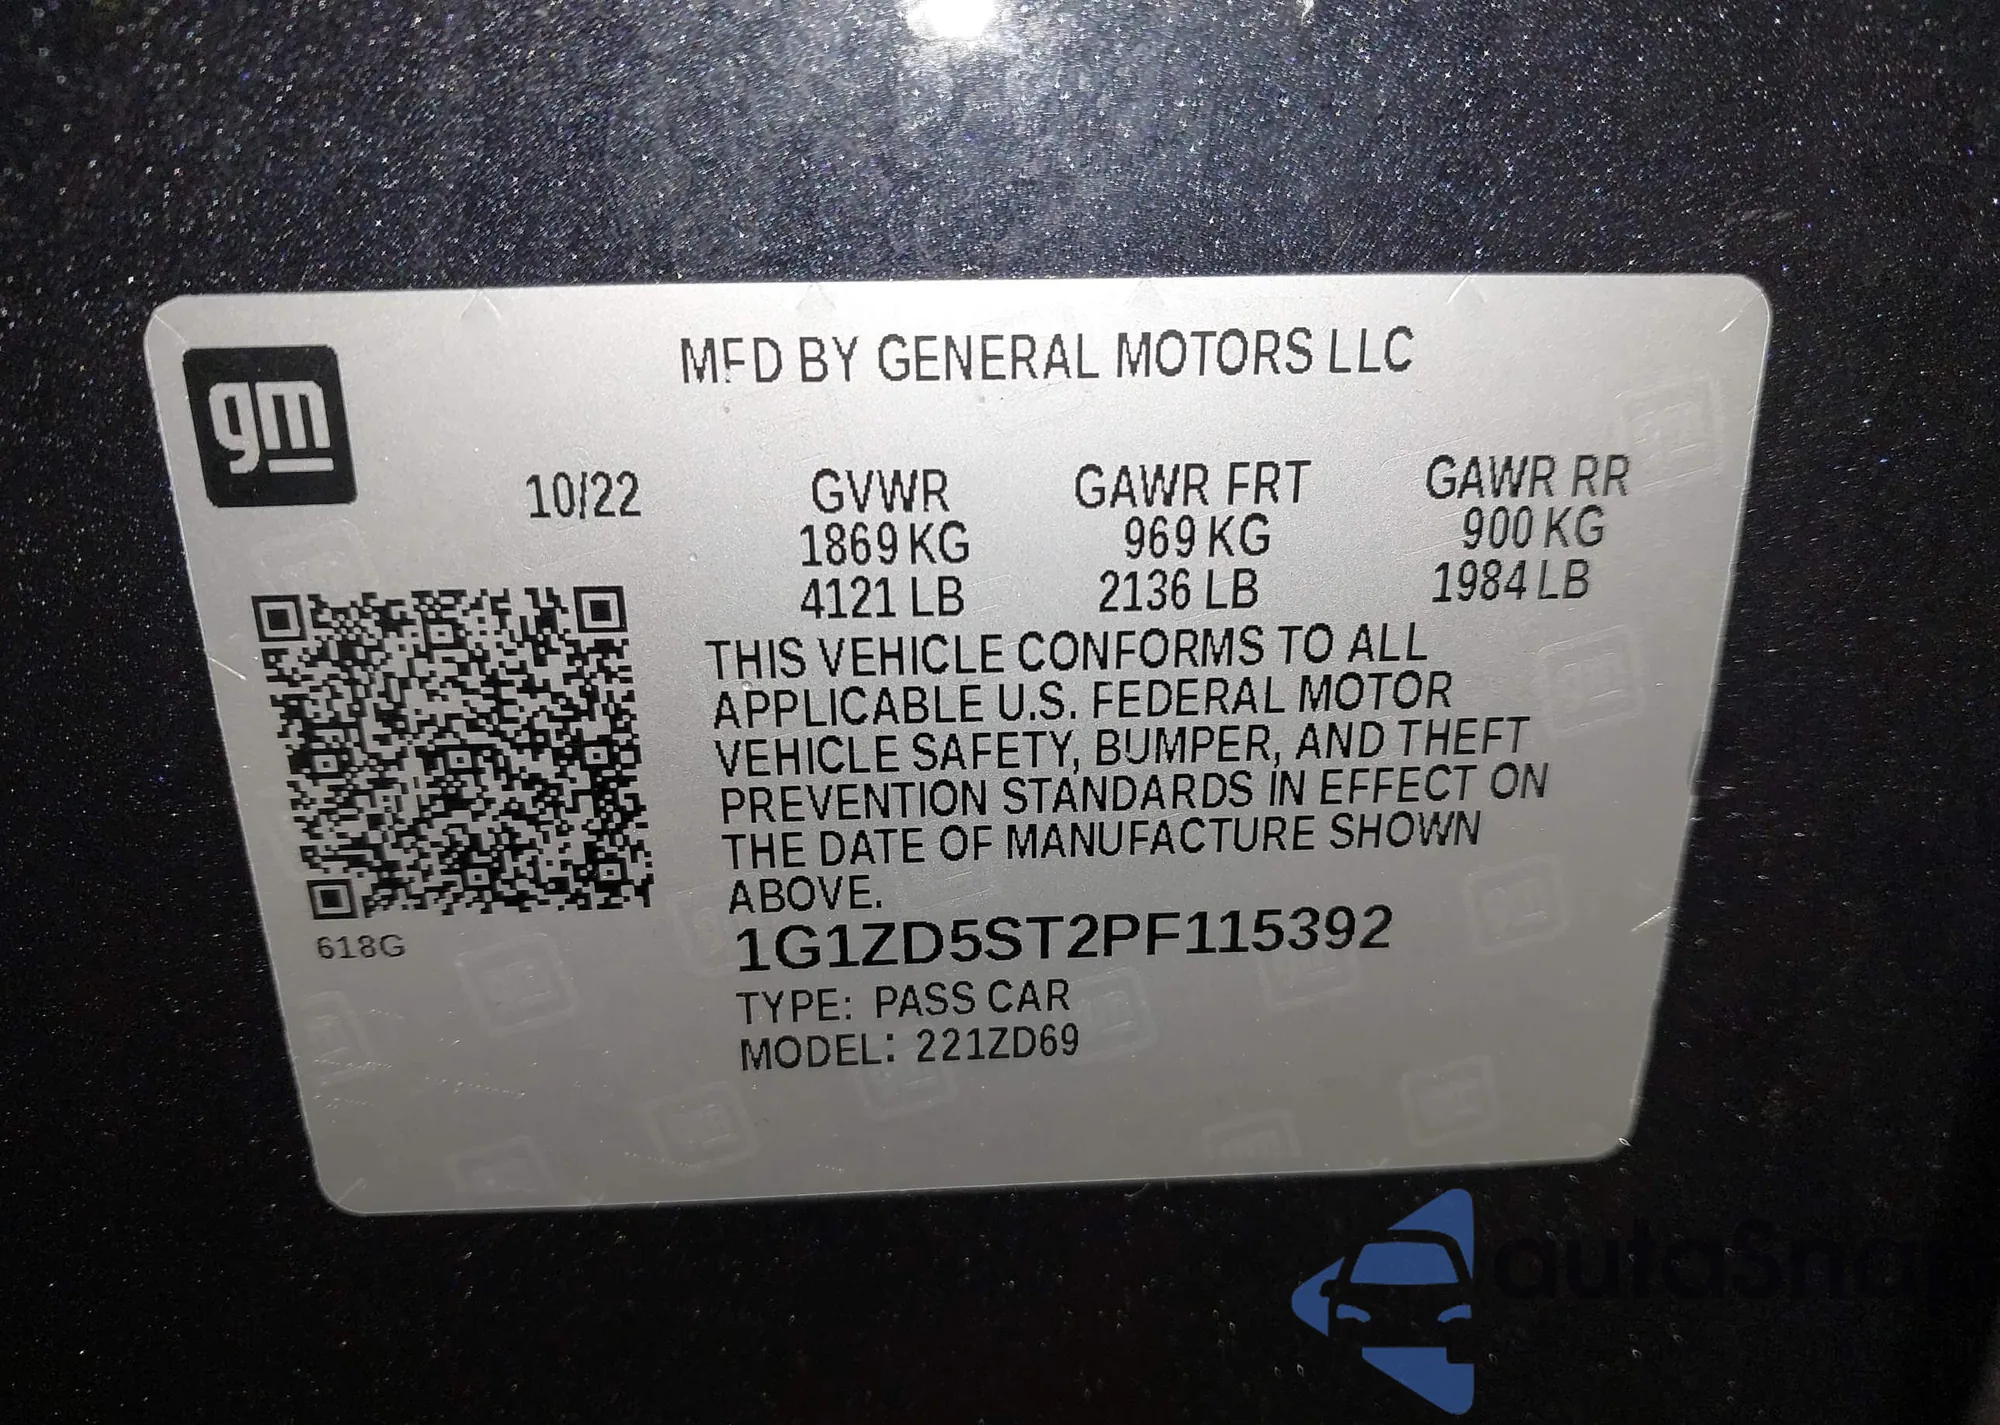 gm
MFD BY GENERAL MOTORS LLC
10/22 GVWR GAWR FRT GAWR RR
1869 KG 969 KG 900 KG
4121 LB 2136 LB 1984 LB
THIS VEHICLE CONFORMS TO ALL
APPLICABLE U.S. FEDERAL MOTOR
VEHICLE SAFETY, BUMPER, AND THEFT
PREVENTION STANDARDS IN EFFECT ON
THE DATE OF MANUFACTURE SHOWN
ABOVE.
618G
1G1ZD5ST2PF115392
TYPE: PASS CAR
MODEL: 221ZD69
autoSnap